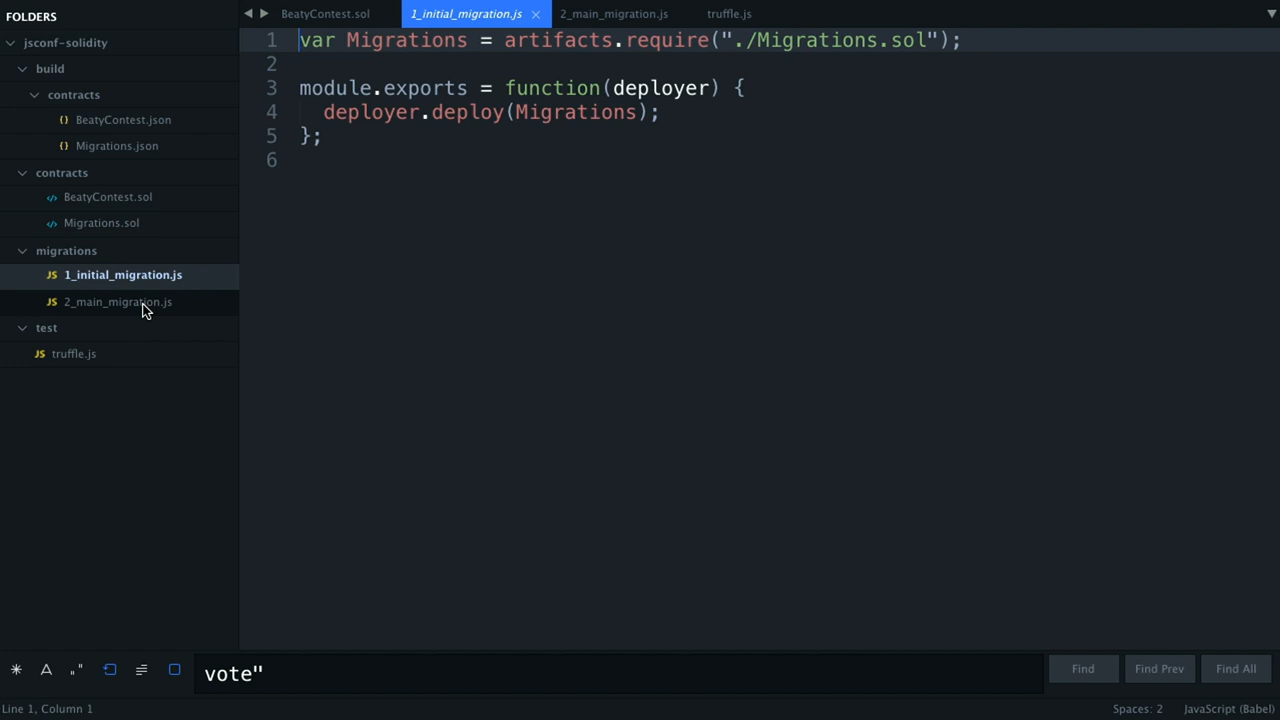 FOLDERS
jsconf-solidity
build
contracts
{} BeatyContest.json
{} Migrations.json
contracts
</> BeatyContest.sol
</> Migrations.sol
migrations
JS 1_initial_migration.js
JS 2_main_migration.js
test
JS truffle.js
BeatyContest.sol 1_initial_migration.js × 2_main_migration.js truffle.js
1 var Migrations = artifacts.require("./Migrations.sol");
2
3 module.exports = function(deployer) {
4   deployer.deploy(Migrations);
5 };
6
vote"
Find Find Prev Find All
Line 1, Column 1 Spaces: 2 JavaScript (Babel)